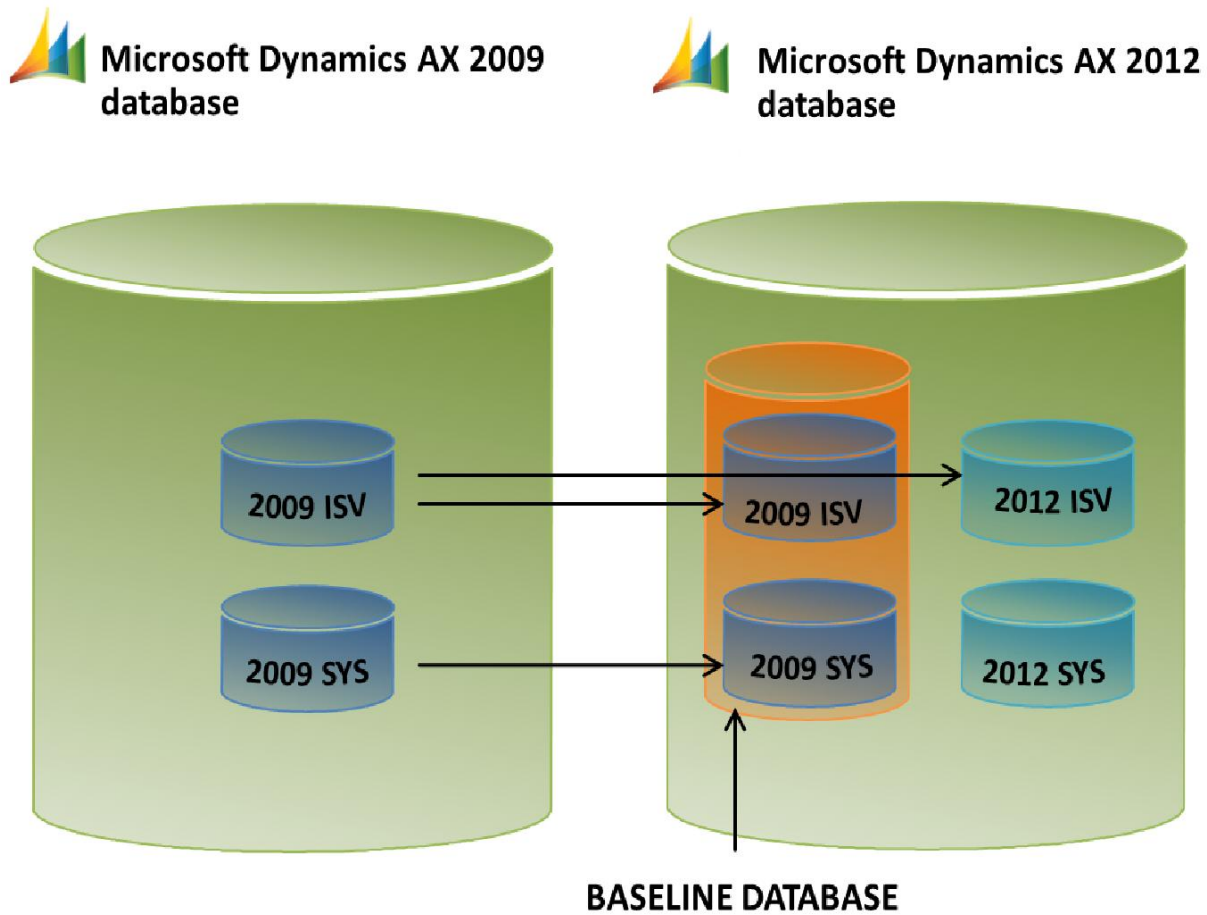 Microsoft Dynamics AX 2009
database
Microsoft Dynamics AX 2012
database
2009 ISV
2009 ISV
2012 ISV
2009 SYS
2009 SYS
2012 SYS
BASELINE DATABASE